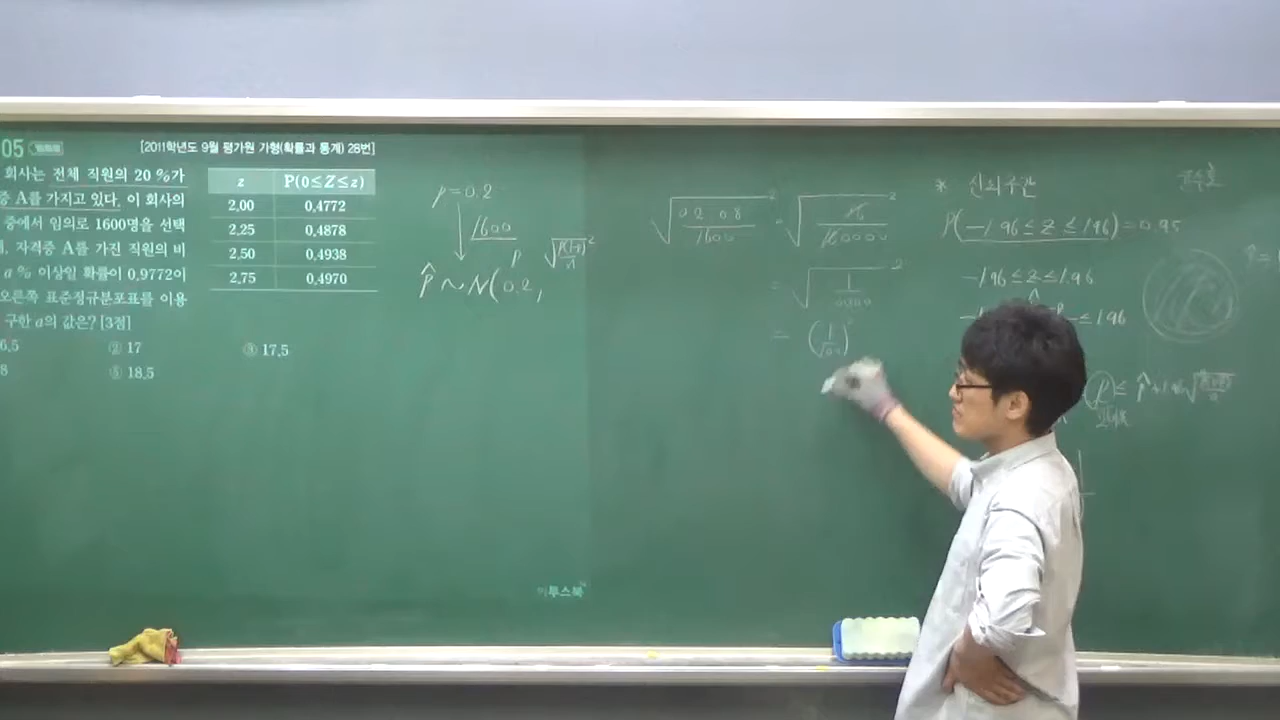 05
[2011학년도 9월 평가원 가형(확률과 통계) 28번]
회사는 전체 직원의 20 %가
증 A를 가지고 있다. 이 회사의
중에서 임의로 1600명을 선택
자격증 A를 가진 직원의 비
a % 이상일 확률이 0.9772이
오른쪽 표준정규분포표를 이용
구한 a의 값은? [3점]
z P(0≤Z≤z)
2.00 0.4772
2.25 0.4878
2.50 0.4938
2.75 0.4970
6.5 ② 17 ③ 17.5
8 ⑤ 18.5
이투스북
p=0.2
1600
p̂ ~ N(0.2,
√(0.2 0.8 / 1600)² = √(16 / 160000)²
= √(1 / 10000)²
= (1/100)²
* 신뢰구간
P(-1.96≤Z≤1.96)=0.95
-1.96≤Z≤1.96
≤1.96